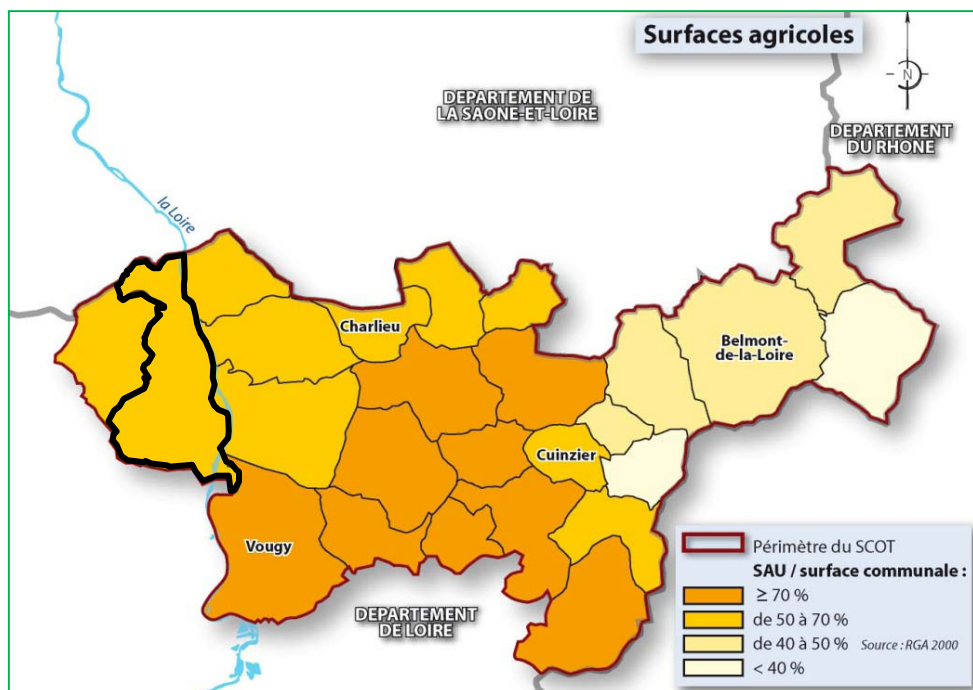 Surfaces agricoles
N
DEPARTEMENT DE
LA SAONE-ET-LOIRE
DEPARTEMENT
DU RHONE
la Loire
Charlieu
Belmont-
de-la-Loire
Cuinzier
Vougy
DEPARTEMENT
DE LOIRE
Périmètre du SCOT
SAU / surface communale :
≥ 70 %
de 50 à 70 %
de 40 à 50 % Source : RGA 2000
< 40 %